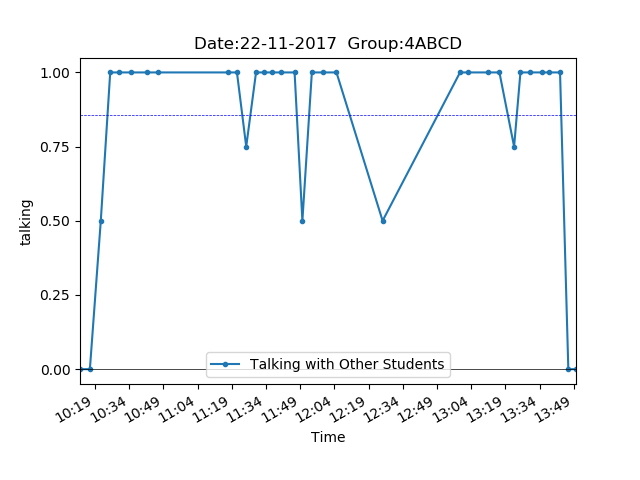 Date:22-11-2017  Group:4ABCD
1.00
0.75
0.50
0.25
0.00
talking
Talking with Other Students
10:19 10:34 10:49 11:04 11:19 11:34 11:49 12:04 12:19 12:34 12:49 13:04 13:19 13:34 13:49
Time